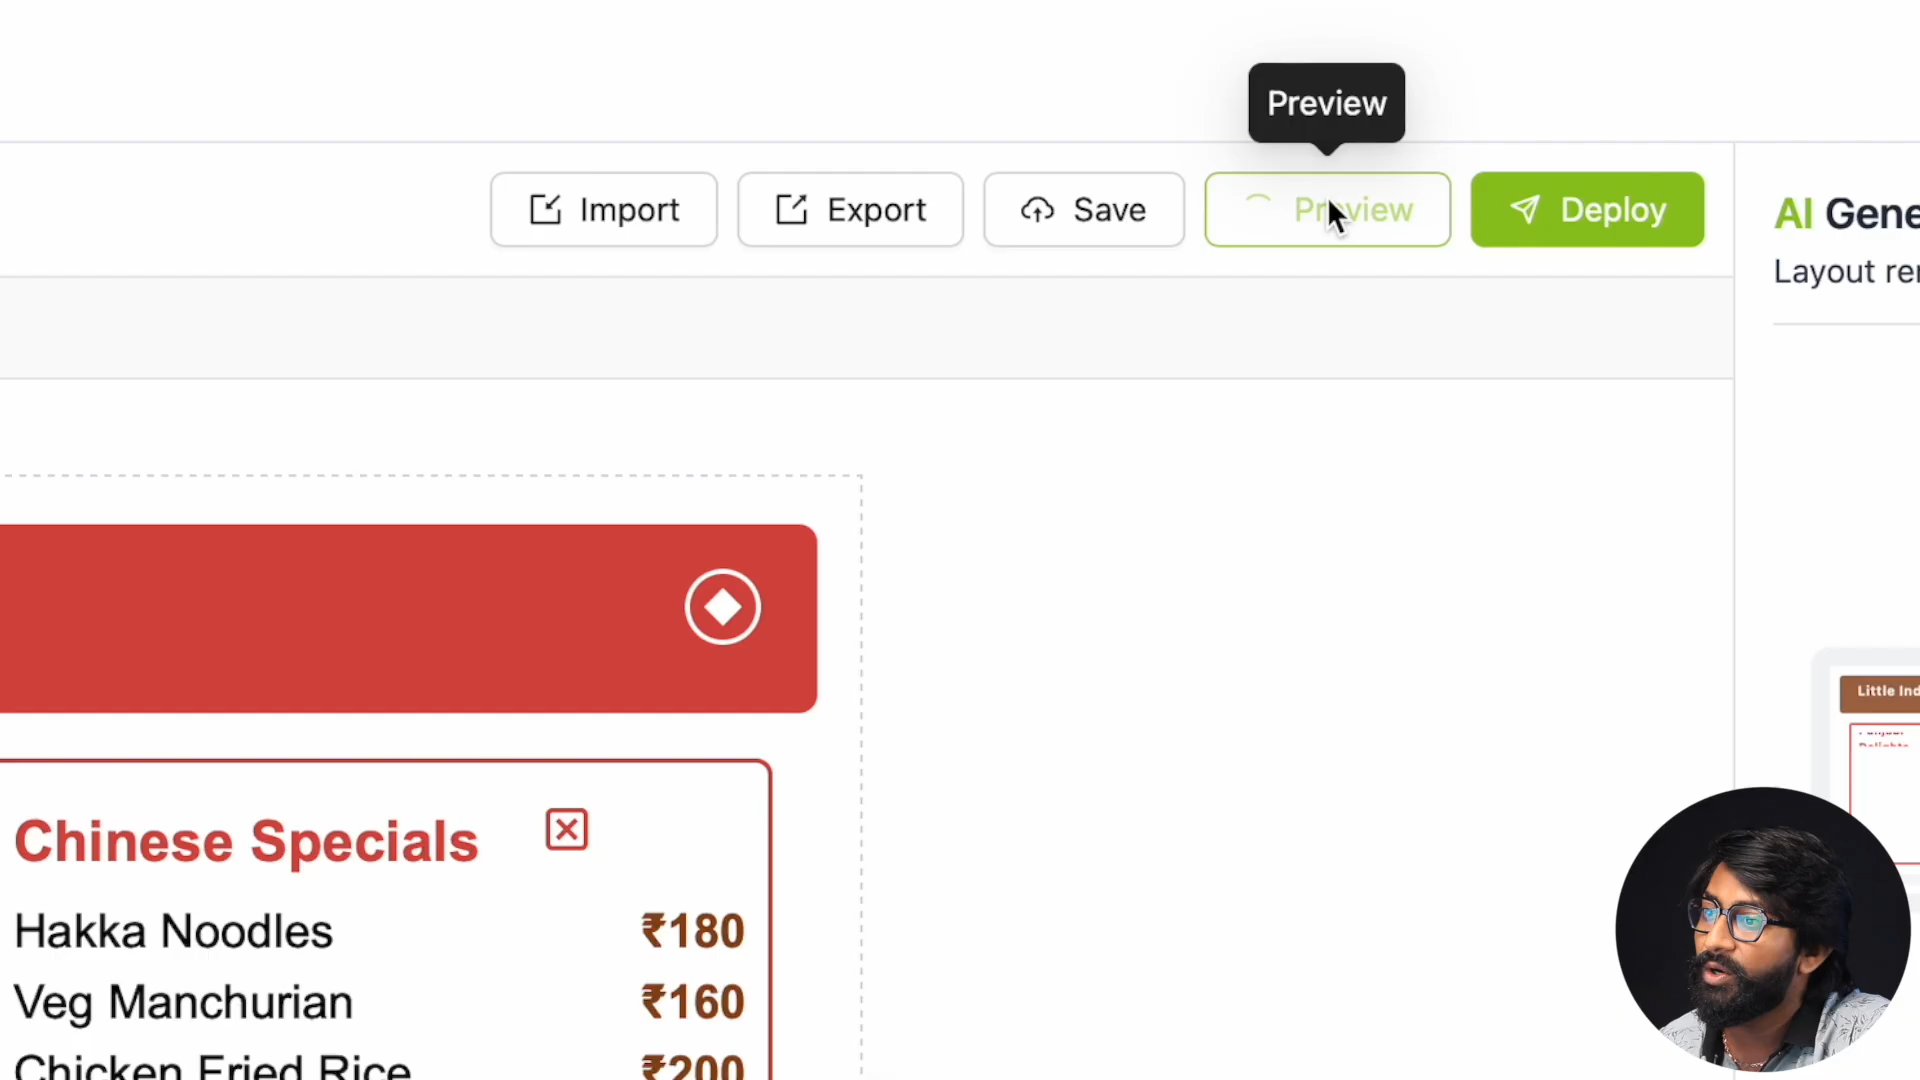 Preview
Import
Export
Save
Preview
Deploy
AI Gene
Layout rer
Little Ind
Chinese Specials
Hakka Noodles ₹180
Veg Manchurian ₹160
Chicken Fried Rice ₹200